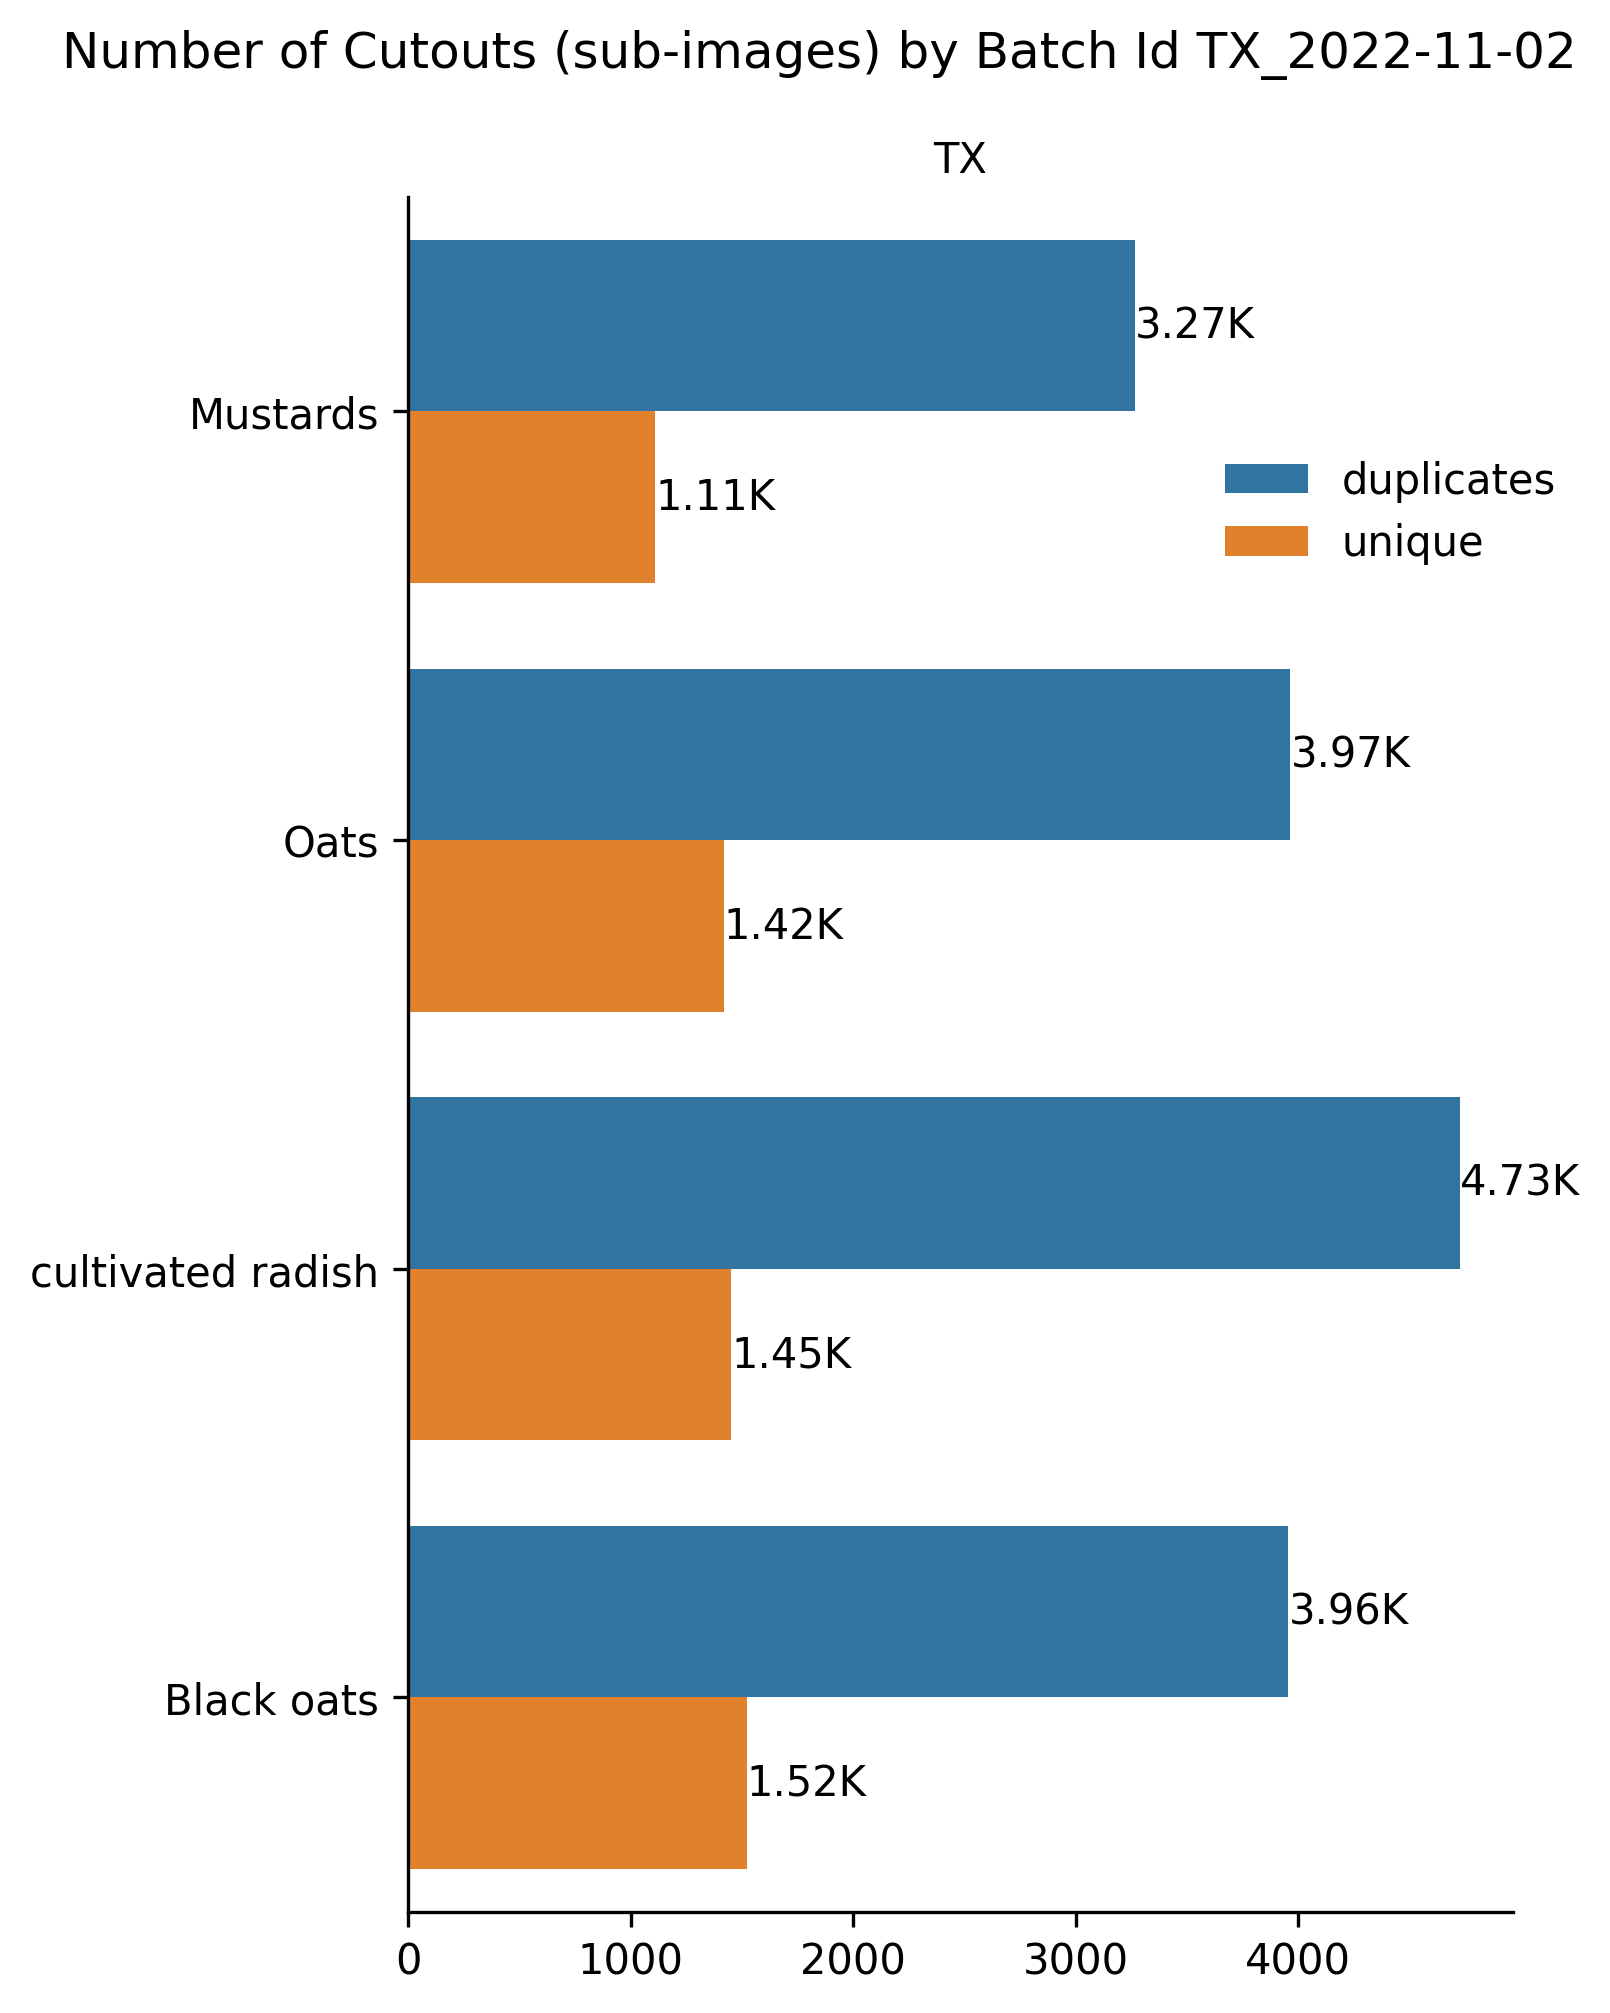 Number of Cutouts (sub-images) by Batch Id TX_2022-11-02
TX
3.27K
Mustards
1.11K
duplicates
unique
3.97K
Oats
1.42K
4.73K
cultivated radish
1.45K
3.96K
Black oats
1.52K
0 1000 2000 3000 4000